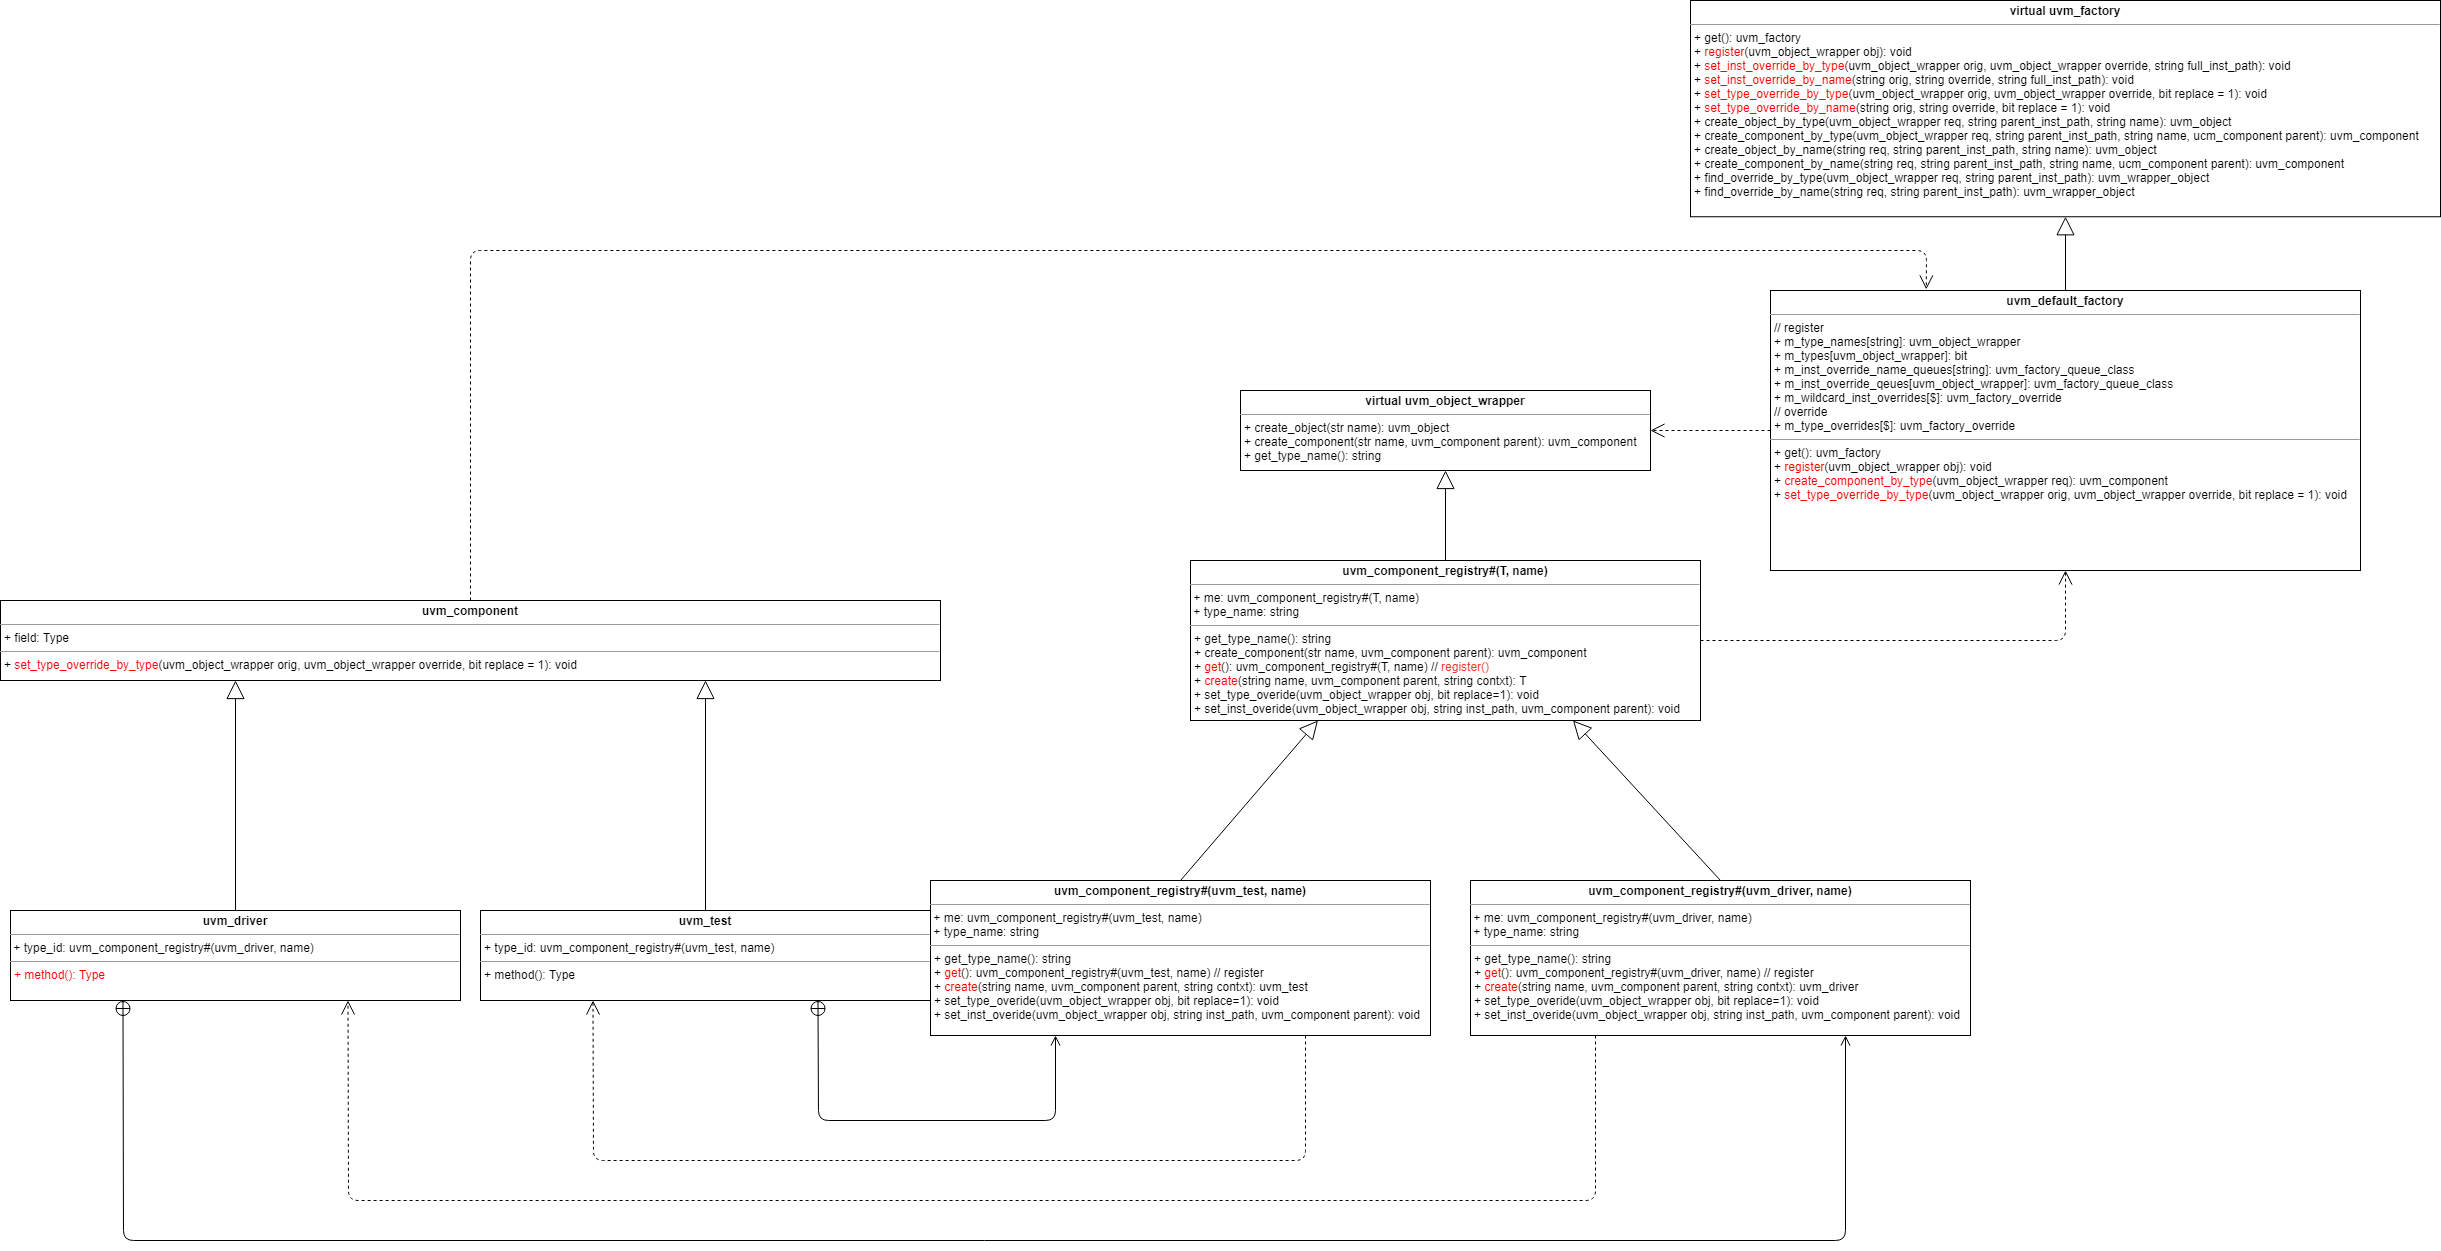 virtual uvm_factory
+ get(): uvm_factory
+ register(uvm_object_wrapper obj): void
+ set_inst_override_by_type(uvm_object_wrapper orig, uvm_object_wrapper override, string full_inst_path): void
+ set_inst_override_by_name(string orig, string override, string full_inst_path): void
+ set_type_override_by_type(uvm_object_wrapper orig, uvm_object_wrapper override, bit replace = 1): void
+ set_type_override_by_name(string orig, string override, bit replace = 1): void
+ create_object_by_type(uvm_object_wrapper req, string parent_inst_path, string name): uvm_object
+ create_component_by_type(uvm_object_wrapper req, string parent_inst_path, string name, ucm_component parent): uvm_component
+ create_object_by_name(string req, string parent_inst_path, string name): uvm_object
+ create_component_by_name(string req, string parent_inst_path, string name, ucm_component parent): uvm_component
+ find_override_by_type(uvm_object_wrapper req, string parent_inst_path): uvm_wrapper_object
+ find_override_by_name(string req, string parent_inst_path): uvm_wrapper_object
uvm_default_factory
// register
+ m_type_names[string]: uvm_object_wrapper
+ m_types[uvm_object_wrapper]: bit
+ m_inst_override_name_queues[string]: uvm_factory_queue_class
+ m_inst_override_qeues[uvm_object_wrapper]: uvm_factory_queue_class
+ m_wildcard_inst_overrides[$]: uvm_factory_override
// override
+ m_type_overrides[$]: uvm_factory_override
+ get(): uvm_factory
+ register(uvm_object_wrapper obj): void
+ create_component_by_type(uvm_object_wrapper req): uvm_component
+ set_type_override_by_type(uvm_object_wrapper orig, uvm_object_wrapper override, bit replace = 1): void
virtual uvm_object_wrapper
+ create_object(str name): uvm_object
+ create_component(str name, uvm_component parent): uvm_component
+ get_type_name(): string
uvm_component_registry#(T, name)
+ me: uvm_component_registry#(T, name)
+ type_name: string
+ get_type_name(): string
+ create_component(str name, uvm_component parent): uvm_component
+ get(): uvm_component_registry#(T, name) // register()
+ create(string name, uvm_component parent, string contxt): T
+ set_type_overide(uvm_object_wrapper obj, bit replace=1): void
+ set_inst_overide(uvm_object_wrapper obj, string inst_path, uvm_component parent): void
uvm_component
+ field: Type
+ set_type_override_by_type(uvm_object_wrapper orig, uvm_object_wrapper override, bit replace = 1): void
uvm_driver
+ type_id: uvm_component_registry#(uvm_driver, name)
+ method(): Type
uvm_test
+ type_id: uvm_component_registry#(uvm_test, name)
+ method(): Type
uvm_component_registry#(uvm_test, name)
+ me: uvm_component_registry#(uvm_test, name)
+ type_name: string
+ get_type_name(): string
+ get(): uvm_component_registry#(uvm_test, name) // register
+ create(string name, uvm_component parent, string contxt): uvm_test
+ set_type_overide(uvm_object_wrapper obj, bit replace=1): void
+ set_inst_overide(uvm_object_wrapper obj, string inst_path, uvm_component parent): void
uvm_component_registry#(uvm_driver, name)
+ me: uvm_component_registry#(uvm_driver, name)
+ type_name: string
+ get_type_name(): string
+ get(): uvm_component_registry#(uvm_driver, name) // register
+ create(string name, uvm_component parent, string contxt): uvm_driver
+ set_type_overide(uvm_object_wrapper obj, bit replace=1): void
+ set_inst_overide(uvm_object_wrapper obj, string inst_path, uvm_component parent): void